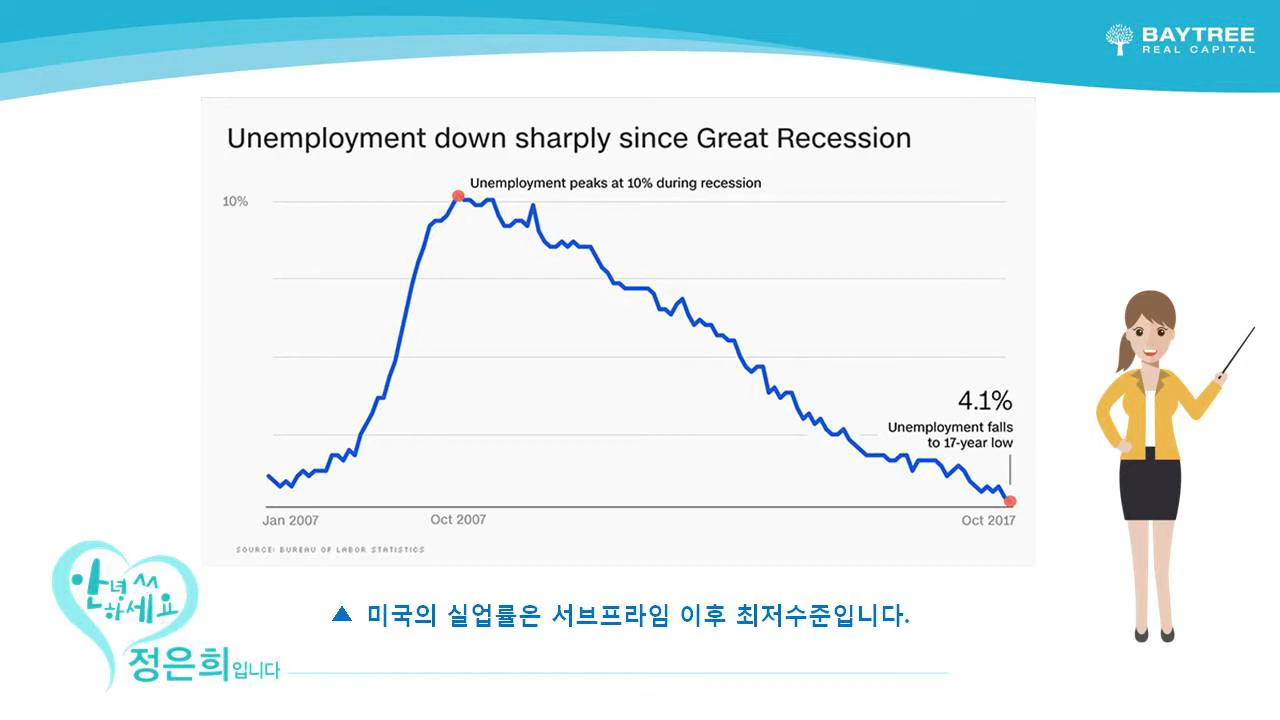 BAYTREE
REAL CAPITAL
Unemployment down sharply since Great Recession
Unemployment peaks at 10% during recession
10%
4.1%
Unemployment falls
to 17-year low
Jan 2007
Oct 2007
Oct 2017
SOURCE: BUREAU OF LABOR STATISTICS
▲ 미국의 실업률은 서브프라임 이후 최저수준입니다.
안녕^^
하세요
정은희입니다